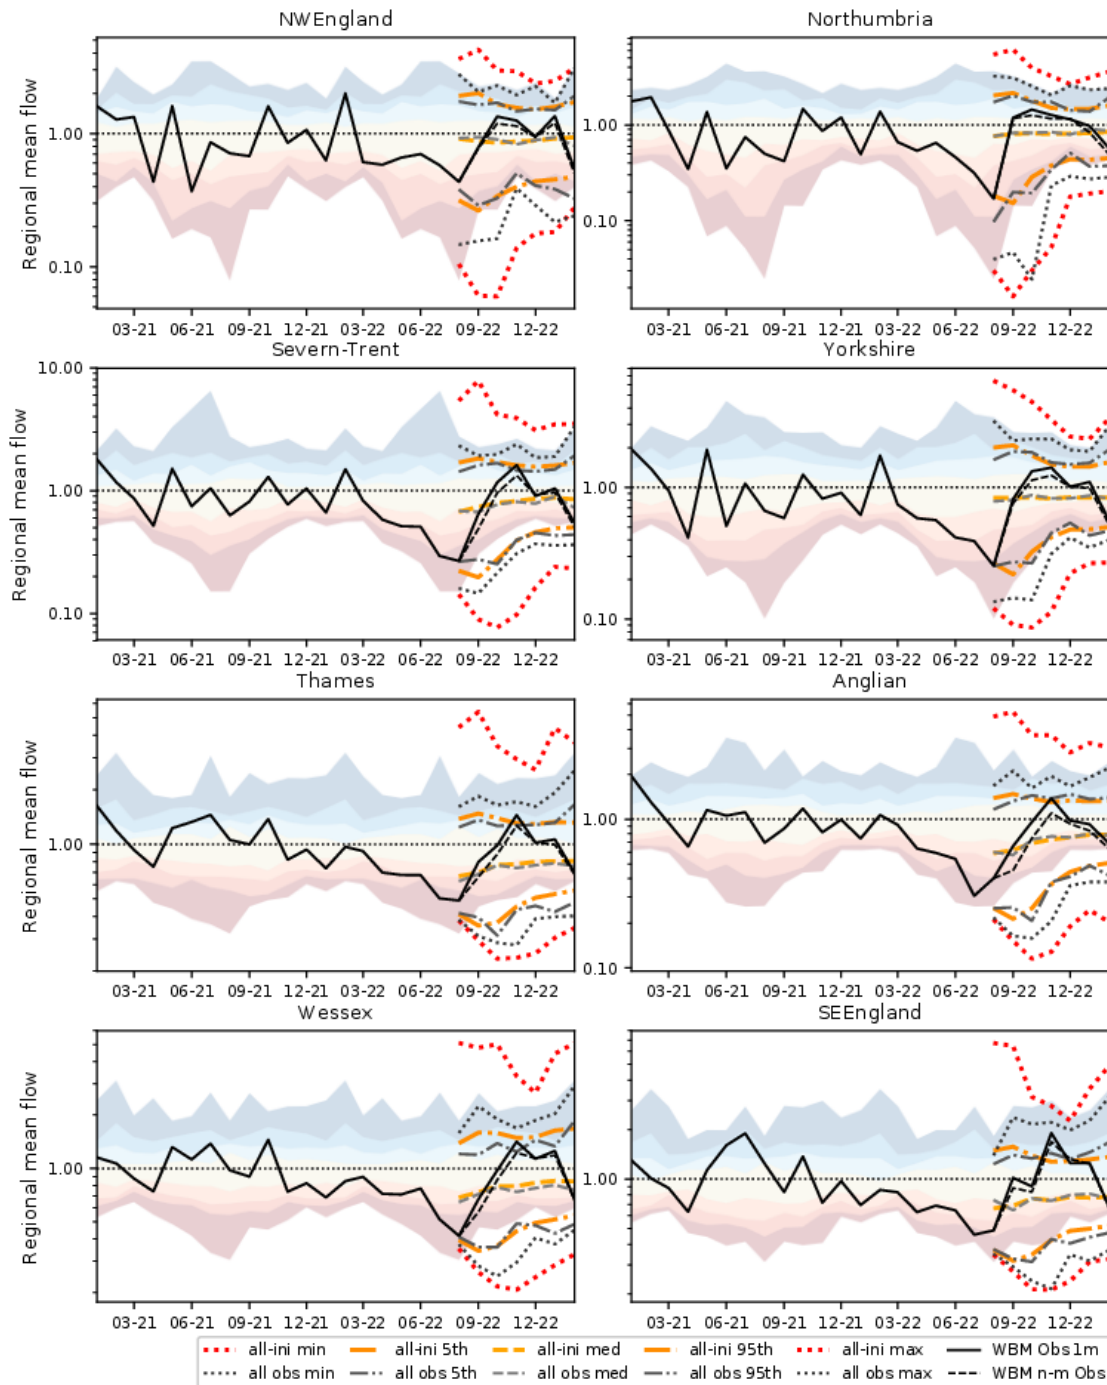 NWEngland Northumbria
Regional mean flow
1.00 1.00
0.10 0.10
03-21 06-21 09-21 12-21 03-22 06-22 09-22 12-22 03-21 06-21 09-21 12-21 03-22 06-22 09-22 12-22
Severn-Trent Yorkshire
Regional mean flow
10.00
1.00 1.00
0.10 0.10
03-21 06-21 09-21 12-21 03-22 06-22 09-22 12-22 03-21 06-21 09-21 12-21 03-22 06-22 09-22 12-22
Thames Anglian
Regional mean flow
1.00 1.00
0.10
03-21 06-21 09-21 12-21 03-22 06-22 09-22 12-22 03-21 06-21 09-21 12-21 03-22 06-22 09-22 12-22
Wessex SEEngland
Regional mean flow
1.00 1.00
03-21 06-21 09-21 12-21 03-22 06-22 09-22 12-22 03-21 06-21 09-21 12-21 03-22 06-22 09-22 12-22
all-ini min all-ini 5th all-ini med all-ini 95th all-ini max WBM Obs 1m
all obs min all obs 5th all obs med all obs 95th all obs max WBM n-m Obs